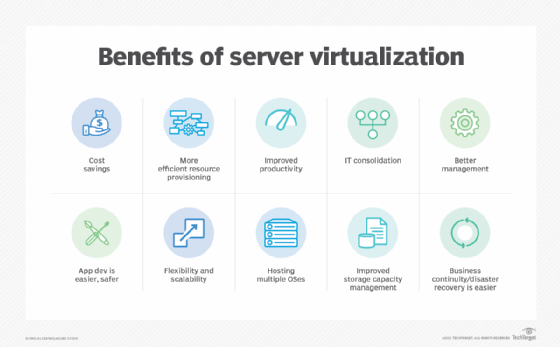 Benefits of server virtualization
Cost
savings
More
efficient resource
provisioning
Improved
productivity
IT consolidation
Better
management
App dev is
easier, safer
Flexibility and
scalability
Hosting
multiple OSes
Improved
storage capacity
management
Business
continuity/disaster
recovery is easier
TechTarget